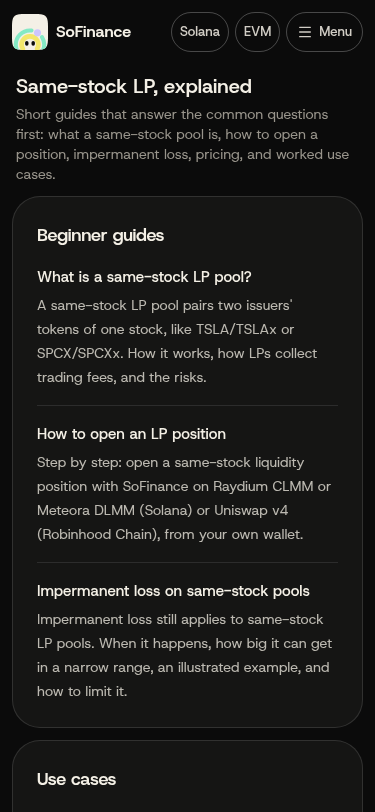 SoFinance
Solana
EVM
Menu
Same-stock LP, explained
Short guides that answer the common questions
first: what a same-stock pool is, how to open a
position, impermanent loss, pricing, and worked use
cases.
Beginner guides
What is a same-stock LP pool?
A same-stock LP pool pairs two issuers'
tokens of one stock, like TSLA/TSLAx or
SPCX/SPCXx. How it works, how LPs collect
trading fees, and the risks.
How to open an LP position
Step by step: open a same-stock liquidity
position with SoFinance on Raydium CLMM or
Meteora DLMM (Solana) or Uniswap v4
(Robinhood Chain), from your own wallet.
Impermanent loss on same-stock pools
Impermanent loss still applies to same-stock
LP pools. When it happens, how big it can get
in a narrow range, an illustrated example, and
how to limit it.
Use cases